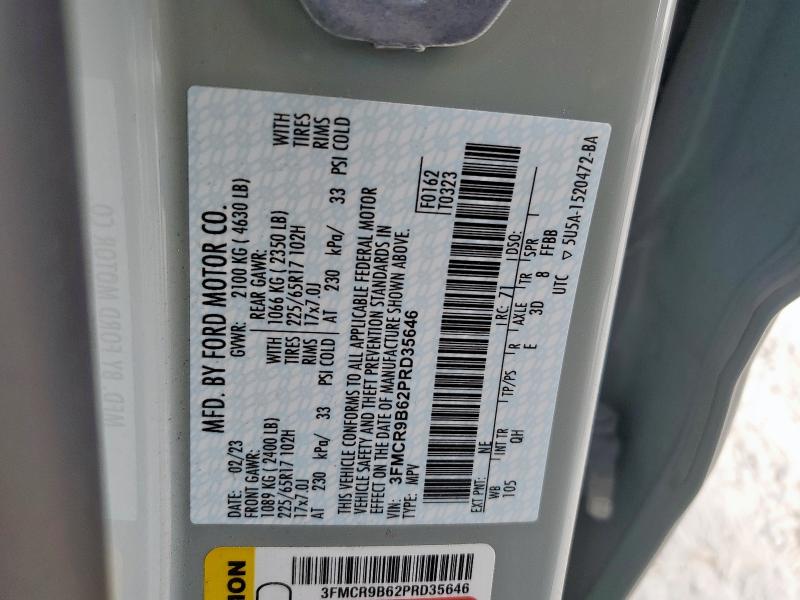 MFD. BY FORD MOTOR CO.
DATE: 02/23 GVWR: 2100 KG ( 4630 LB)
FRONT GAWR: REAR GAWR:
1089 KG ( 2400 LB) 1066 KG ( 2350 LB) WITH
225/65R17 102H TIRES 225/65R17 102H TIRES
17x7.0J RIMS 17x7.0J RIMS
AT 230 kPa/ 33 PSI COLD AT 230 kPa/ 33 PSI COLD
THIS VEHICLE CONFORMS TO ALL APPLICABLE FEDERAL MOTOR
VEHICLE SAFETY AND THEFT PREVENTION STANDARDS IN
EFFECT ON THE DATE OF MANUFACTURE SHOWN ABOVE.
VIN: 3FMCR9B62PRD35646
TYPE: MPV
F0162
T0323
EXT PNT: NE RC: 71 DSO:
WB INT TR TP/PS R AXLE TR SPR
105 QH E 3D 8 FFBB
UTC ▽ 5U5A-1520472-BA
3FMCR9B62PRD35646